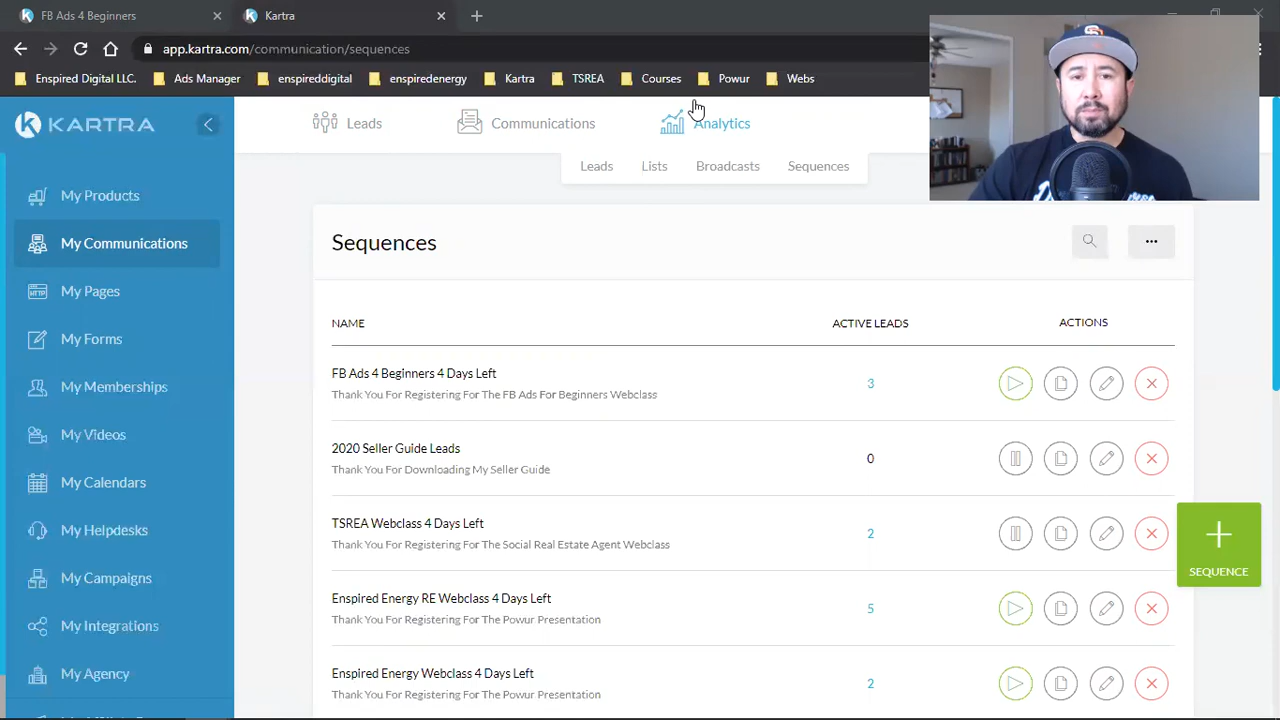 FB Ads 4 Beginners
Kartra
app.kartra.com/communication/sequences
Enspired Digital LLC. Ads Manager enspireddigital enspiredenergy Kartra TSREA Courses Powur Webs
KARTRA
Leads Communications Analytics
Leads Lists Broadcasts Sequences
My Products
My Communications
My Pages
My Forms
My Memberships
My Videos
My Calendars
My Helpdesks
My Campaigns
My Integrations
My Agency
Sequences
NAME ACTIVE LEADS ACTIONS
FB Ads 4 Beginners 4 Days Left
Thank You For Registering For The FB Ads For Beginners Webclass
3
2020 Seller Guide Leads
Thank You For Downloading My Seller Guide
0
TSREA Webclass 4 Days Left
Thank You For Registering For The Social Real Estate Agent Webclass
2
Enspired Energy RE Webclass 4 Days Left
Thank You For Registering For The Powur Presentation
5
Enspired Energy Webclass 4 Days Left
Thank You For Registering For The Powur Presentation
2
SEQUENCE